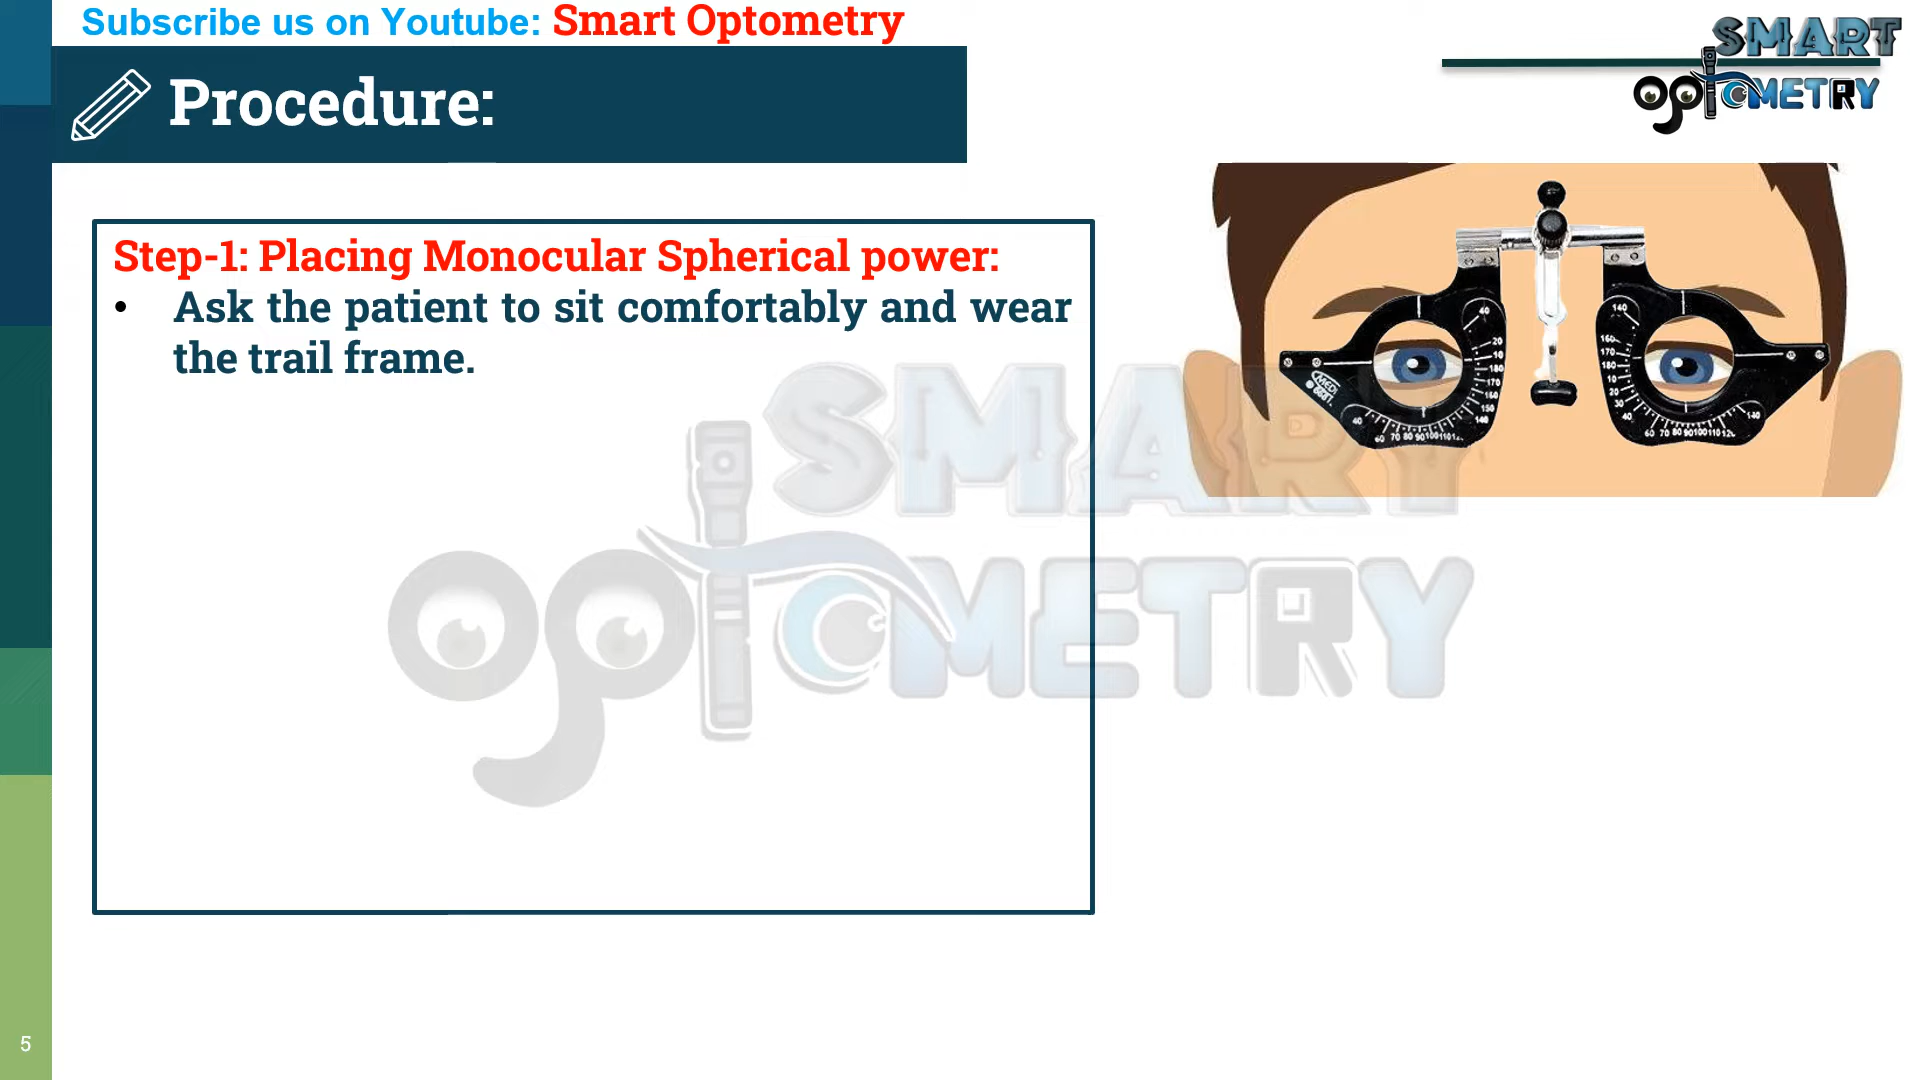 Subscribe us on Youtube: Smart Optometry
SMART
OPTOMETRY
Procedure:
Step-1: Placing Monocular Spherical power:
• Ask the patient to sit comfortably and wear
the trail frame.
SMART
OPTOMETRY
5